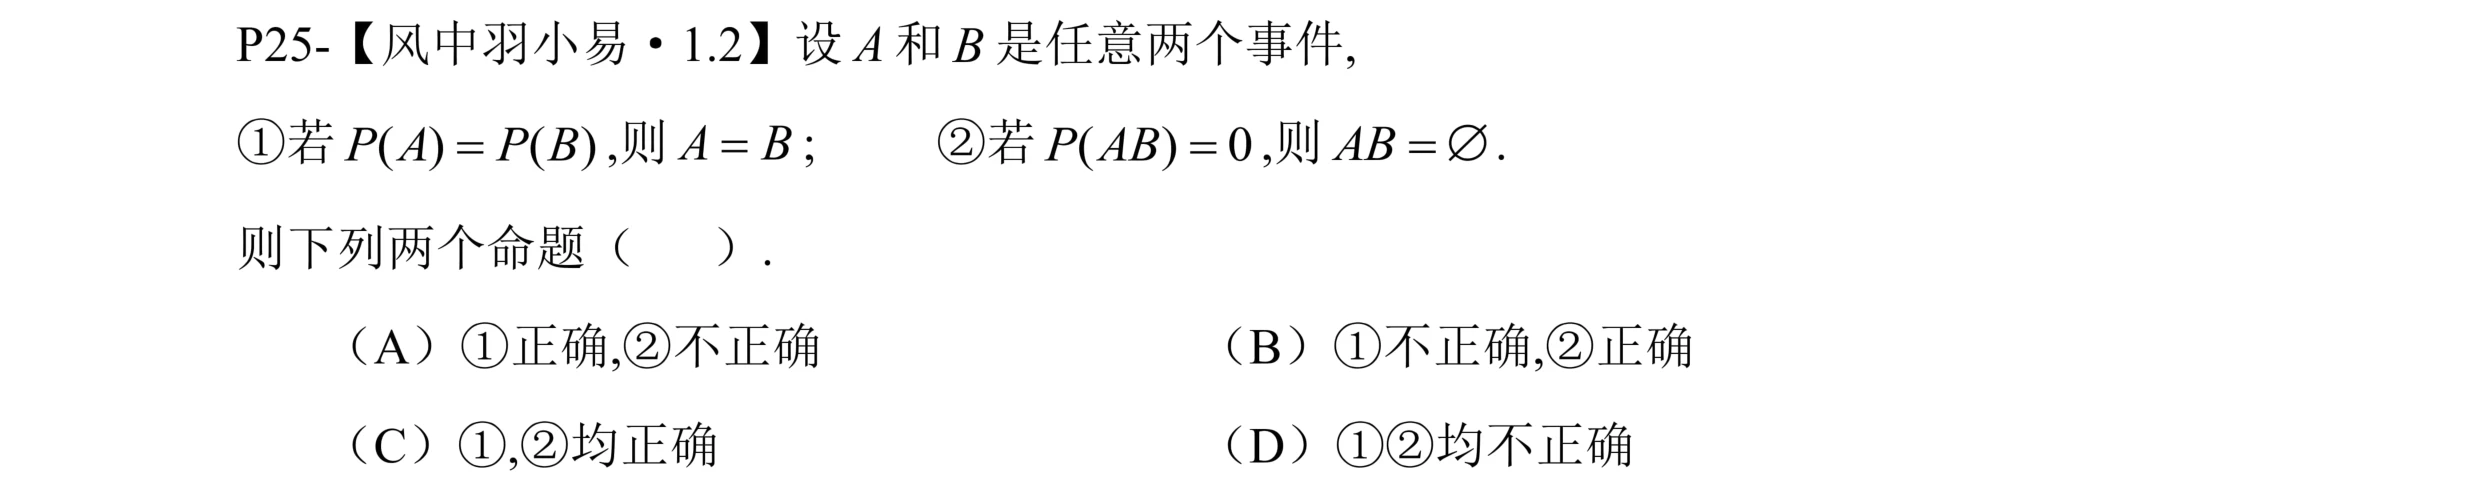 P25-【风中羽小易·1.2】设 A 和 B 是任意两个事件,
①若 P(A) = P(B) ,则 A = B ; ②若 P(AB) = 0 ,则 AB = ∅ .
则下列两个命题（ ）.
（A）①正确,②不正确 （B）①不正确,②正确
（C）①,②均正确 （D）①②均不正确